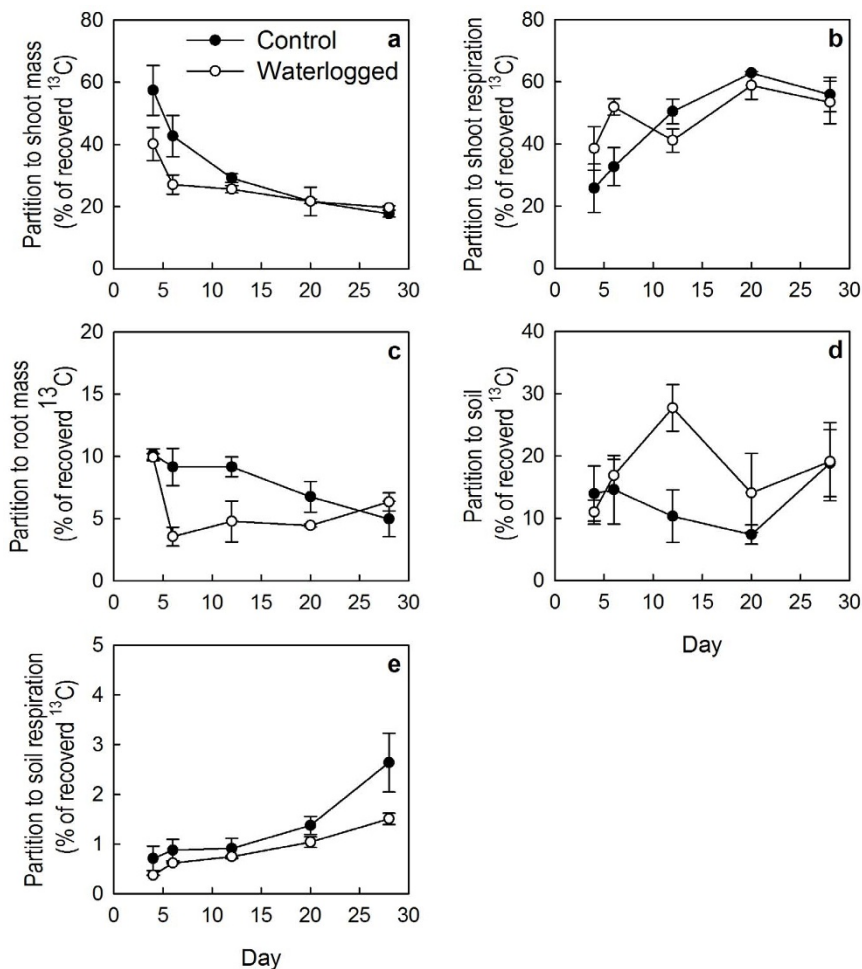 80
60
40
20
0
Control
Waterlogged
a
0 5 10 15 20 25 30
Partition to shoot mass
(% of recoverd ¹³C)
80
60
40
20
0
b
0 5 10 15 20 25 30
Partition to shoot respiration
(% of recoverd ¹³C)
20
15
10
5
0
c
0 5 10 15 20 25 30
Partition to root mass
(% of recoverd ¹³C)
40
30
20
10
0
d
0 5 10 15 20 25 30
Day
Partition to soil
(% of recoverd ¹³C)
5
4
3
2
1
0
e
0 5 10 15 20 25 30
Day
Partition to soil respiration
(% of recoverd ¹³C)